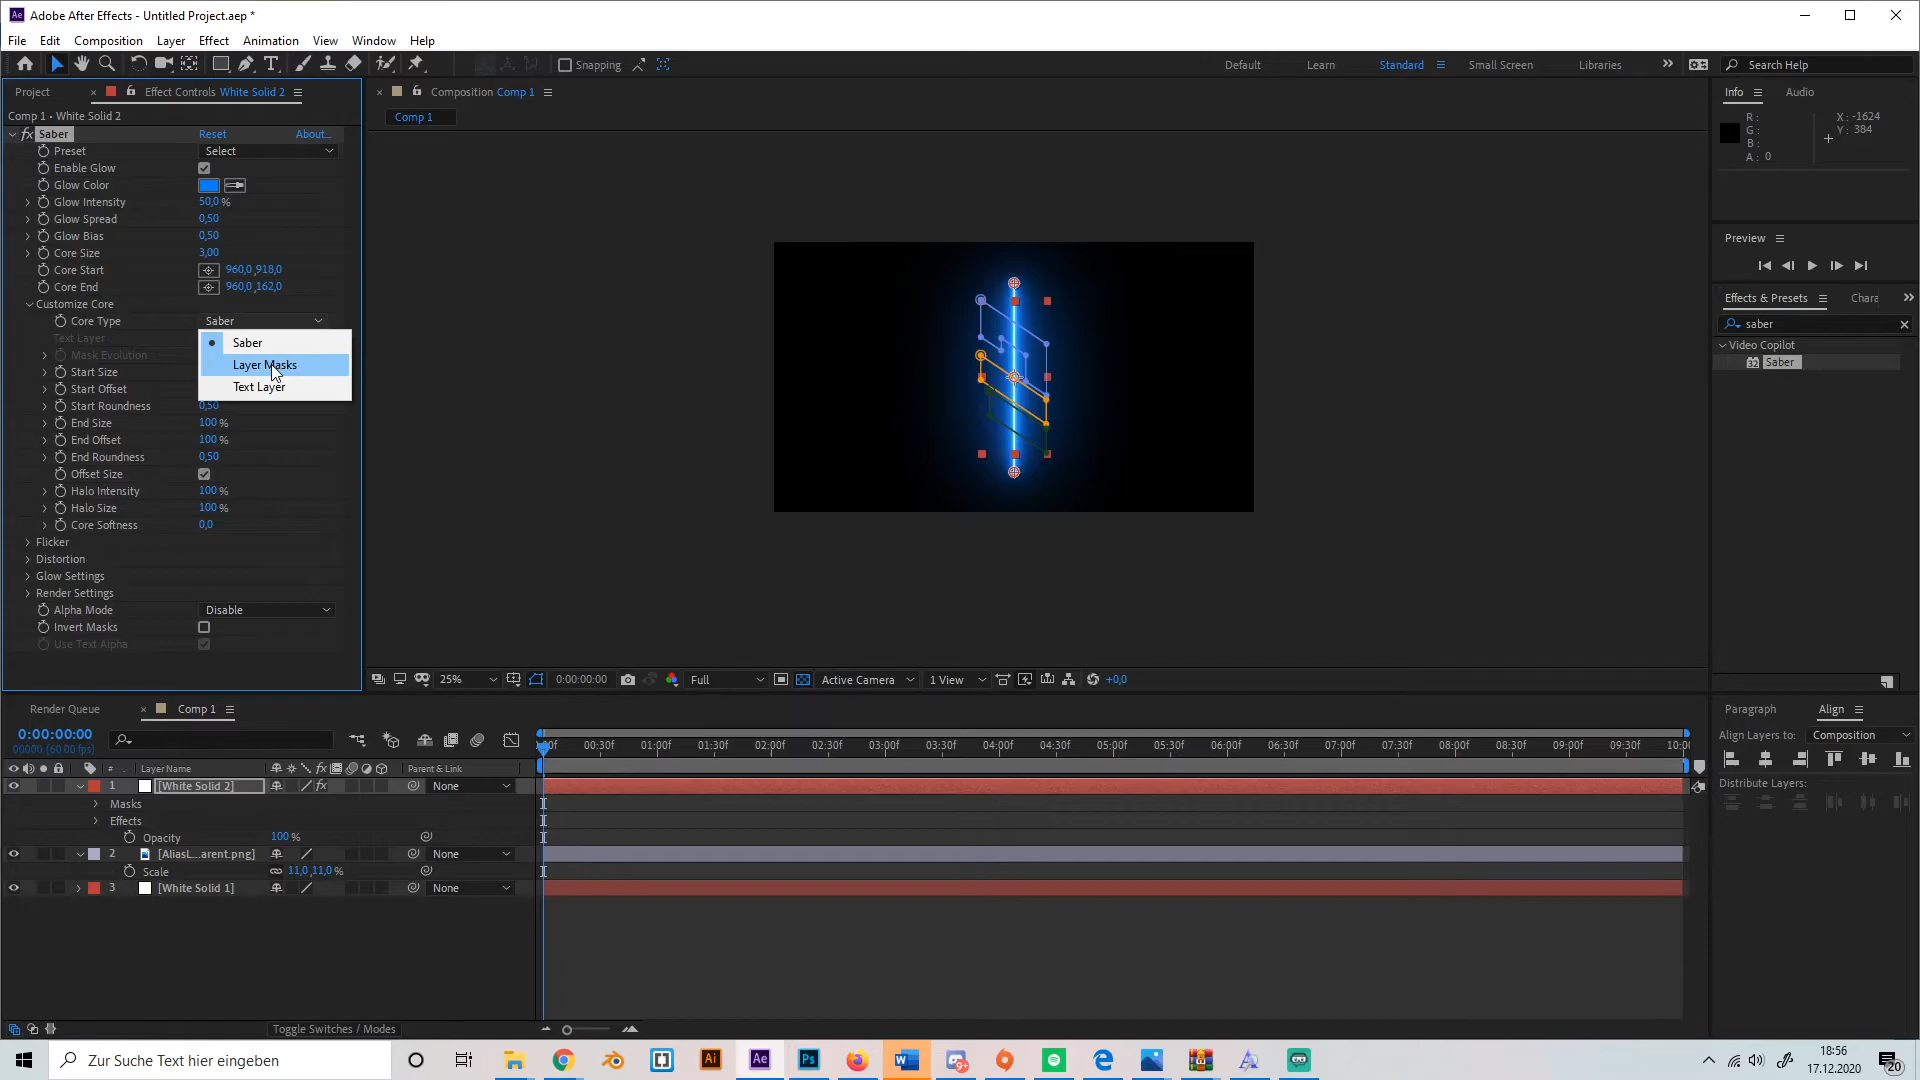 Adobe After Effects - Untitled Project.aep *
File Edit Composition Layer Effect Animation View Window Help
Snapping
Default Learn Standard Small Screen Libraries
Search Help
Project
Effect Controls White Solid 2
Comp 1 • White Solid 2
fx Saber Reset About...
Preset Select
Enable Glow
Glow Color
Glow Intensity 50,0 %
Glow Spread 0,50
Glow Bias 0,50
Core Size 3,00
Core Start 960,0 ,918,0
Core End 960,0 ,162,0
Customize Core
Core Type Saber
Text Layer
Saber
Mask Evolution
Layer Masks
Start Size
Text Layer
Start Offset
Start Roundness 0,50
End Size 100 %
End Offset 100 %
End Roundness 0,50
Offset Size
Halo Intensity 100 %
Halo Size 100 %
Core Softness 0,0
Flicker
Distortion
Glow Settings
Render Settings
Alpha Mode Disable
Invert Masks
Use Text Alpha
Composition Comp 1
Comp 1
25% 0:00:00:00 Full Active Camera 1 View +0,0
Info Audio
R: X: -1624
G: Y: 384
B:
A: 0
Preview
Effects & Presets Chara
saber
Video Copilot
32 Saber
Render Queue Comp 1
0:00:00:00
00000 (60.00 fps)
00:30f 01:00f 01:30f 02:00f 02:30f 03:00f 03:30f 04:00f 04:30f 05:00f 05:30f 06:00f 06:30f 07:00f 07:30f 08:00f 08:30f 09:00f 09:30f 10:00
# Layer Name fx Parent & Link
1 [White Solid 2] fx None
Masks
Effects
Opacity 100 %
2 [AliasL...arent.png] None
Scale 11,0 ,11,0 %
3 [White Solid 1] None
Toggle Switches / Modes
Paragraph Align
Align Layers to: Composition
Distribute Layers:
Zur Suche Text hier eingeben
Ai Ae Ps
18:56
17.12.2020
20